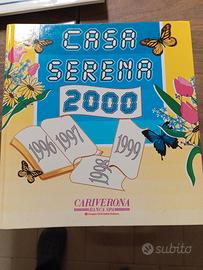 CASA
SERENA
2000
1996
1997
1998
1999
CARIVERONA
BANCA SPA
subito